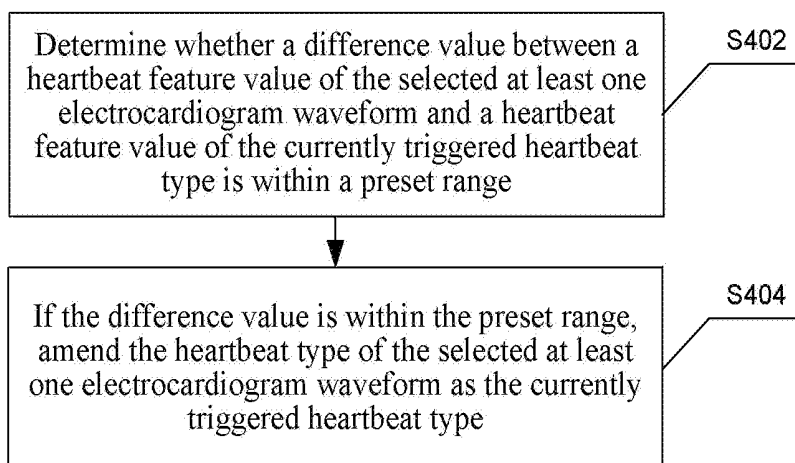 Determine whether a difference value between a
heartbeat feature value of the selected at least one
electrocardiogram waveform and a heartbeat
feature value of the currently triggered heartbeat
type is within a preset range
S402
If the difference value is within the preset range,
amend the heartbeat type of the selected at least
one electrocardiogram waveform as the currently
triggered heartbeat type
S404